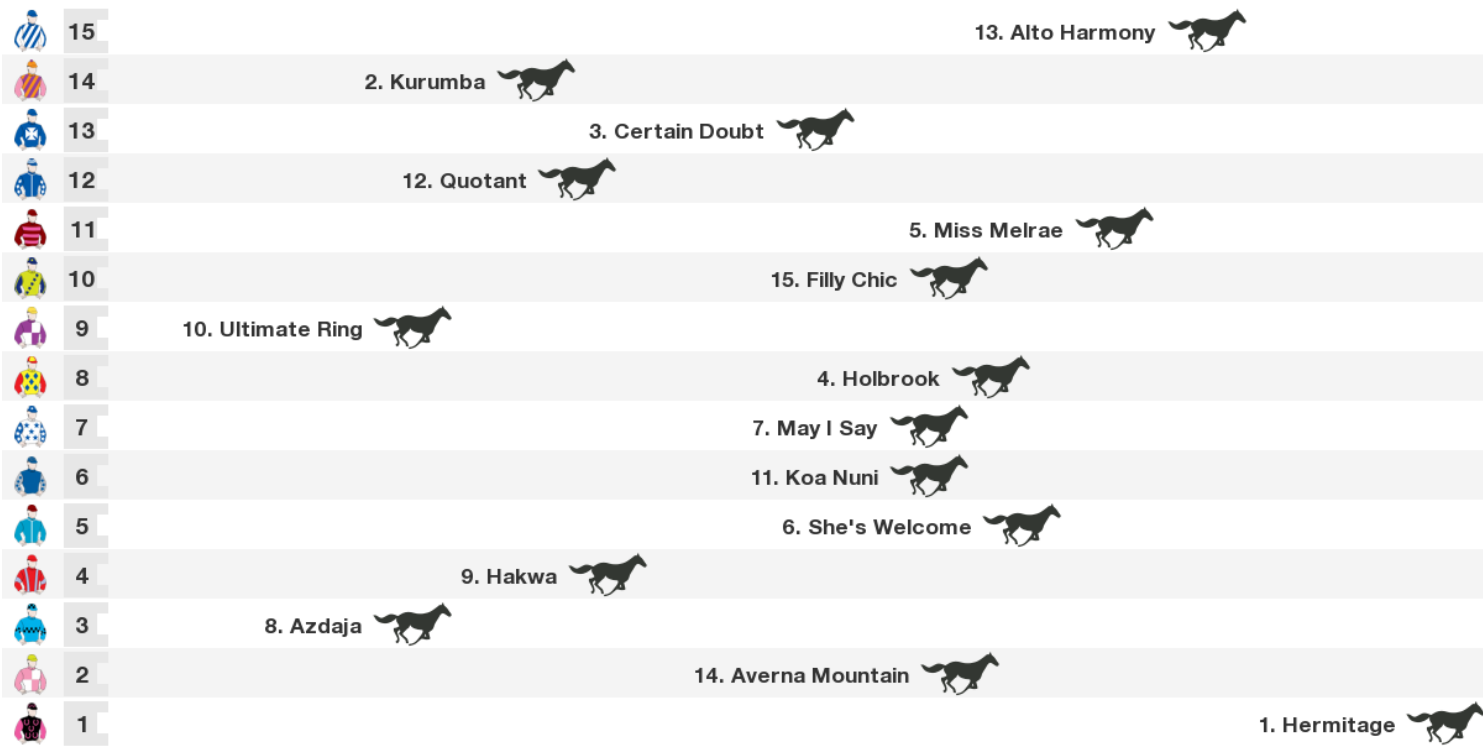 15 13. Alto Harmony
14 2. Kurumba
13 3. Certain Doubt
12 12. Quotant
11 5. Miss Melrae
10 15. Filly Chic
9 10. Ultimate Ring
8 4. Holbrook
7 7. May I Say
6 11. Koa Nuni
5 6. She's Welcome
4 9. Hakwa
3 8. Azdaja
2 14. Averna Mountain
1 1. Hermitage